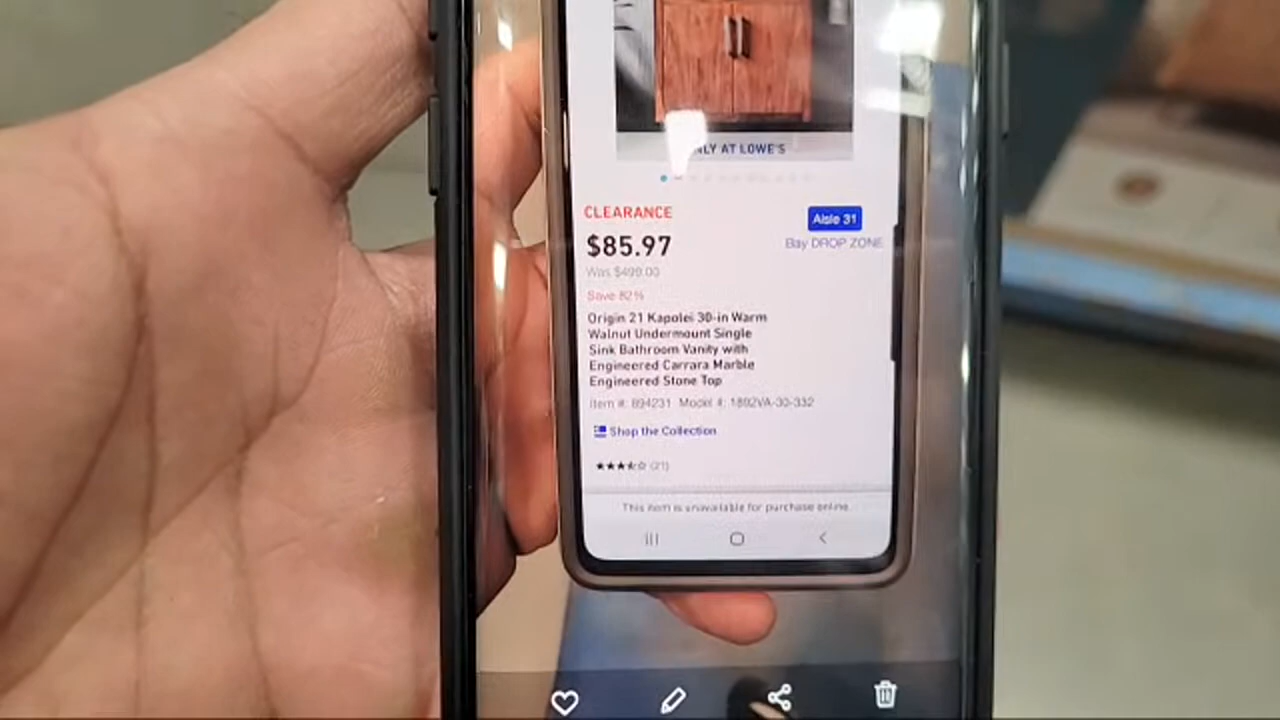 ONLY AT LOWE'S
CLEARANCE
Aisle 31
$85.97
Bay DROP ZONE
Was $499.00
Save 82%
Origin 21 Kapolei 30-in Warm
Walnut Undermount Single
Sink Bathroom Vanity with
Engineered Carrara Marble
Engineered Stone Top
Item #: 894231 Model #: 1892VA-30-332
Shop the Collection
(21)
This item is unavailable for purchase online.